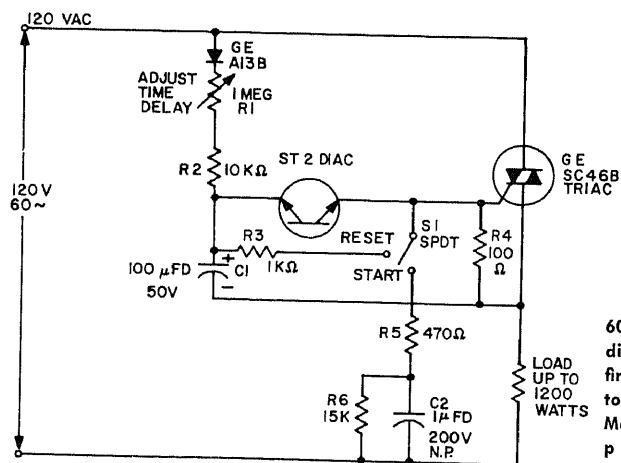 120 VAC
GE
A13B
ADJUST
TIME
DELAY
1 MEG
R1
R2
10KΩ
ST 2 DIAC
GE
SC46B
TRIAC
120V
60~
R3
1KΩ
RESET
S1
SPDT
START
R4
100
Ω
100 µFD
50V
+
C1
−
R5
470Ω
R6
15K
C2
1µFD
200V
N.P.
LOAD
UP TO
1200
WATTS
60
di
fir
to
M
p